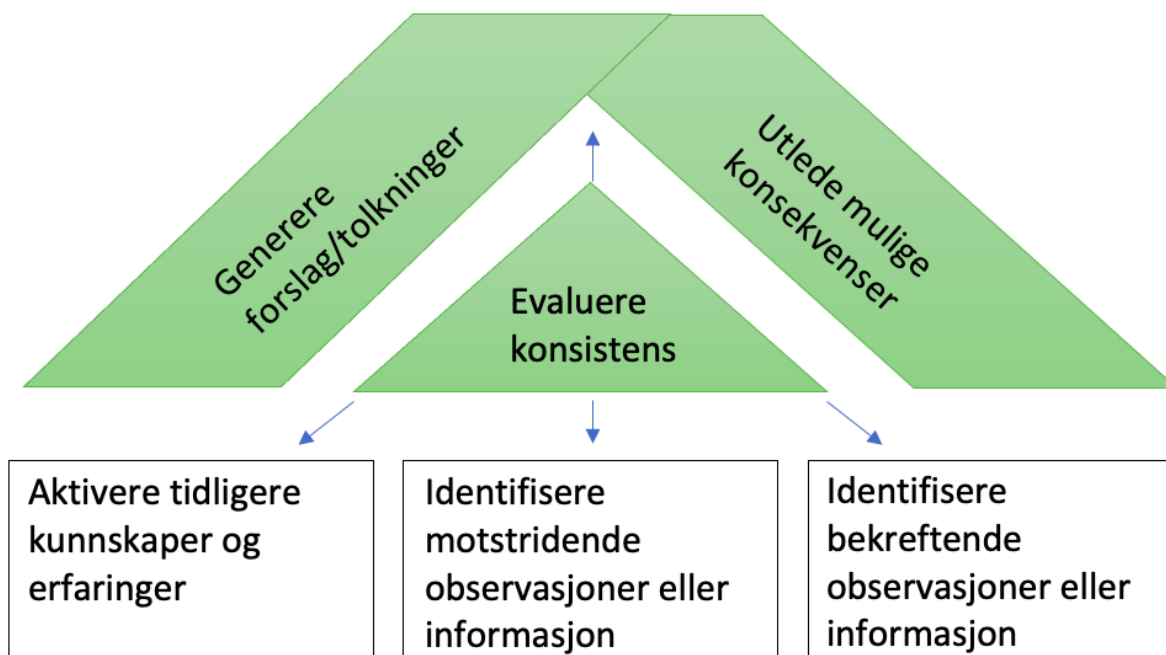 Generere
forslag/tolkninger
Utlede mulige
konsekvenser
Evaluere
konsistens
Aktivere tidligere
kunnskaper og
erfaringer
Identifisere
motstridende
observasjoner eller
informasjon
Identifisere
bekreftende
observasjoner eller
informasjon